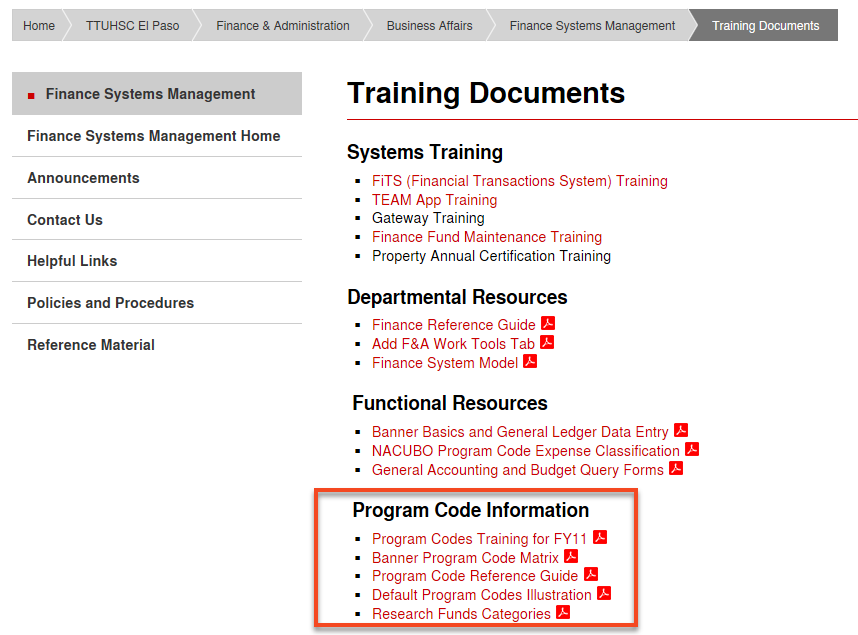 Home TTUHSC El Paso Finance & Administration Business Affairs Finance Systems Management Training Documents
Finance Systems Management
Finance Systems Management Home
Announcements
Contact Us
Helpful Links
Policies and Procedures
Reference Material
Training Documents
Systems Training
FiTS (Financial Transactions System) Training
TEAM App Training
Gateway Training
Finance Fund Maintenance Training
Property Annual Certification Training
Departmental Resources
Finance Reference Guide
Add F&A Work Tools Tab
Finance System Model
Functional Resources
Banner Basics and General Ledger Data Entry
NACUBO Program Code Expense Classification
General Accounting and Budget Query Forms
Program Code Information
Program Codes Training for FY11
Banner Program Code Matrix
Program Code Reference Guide
Default Program Codes Illustration
Research Funds Categories